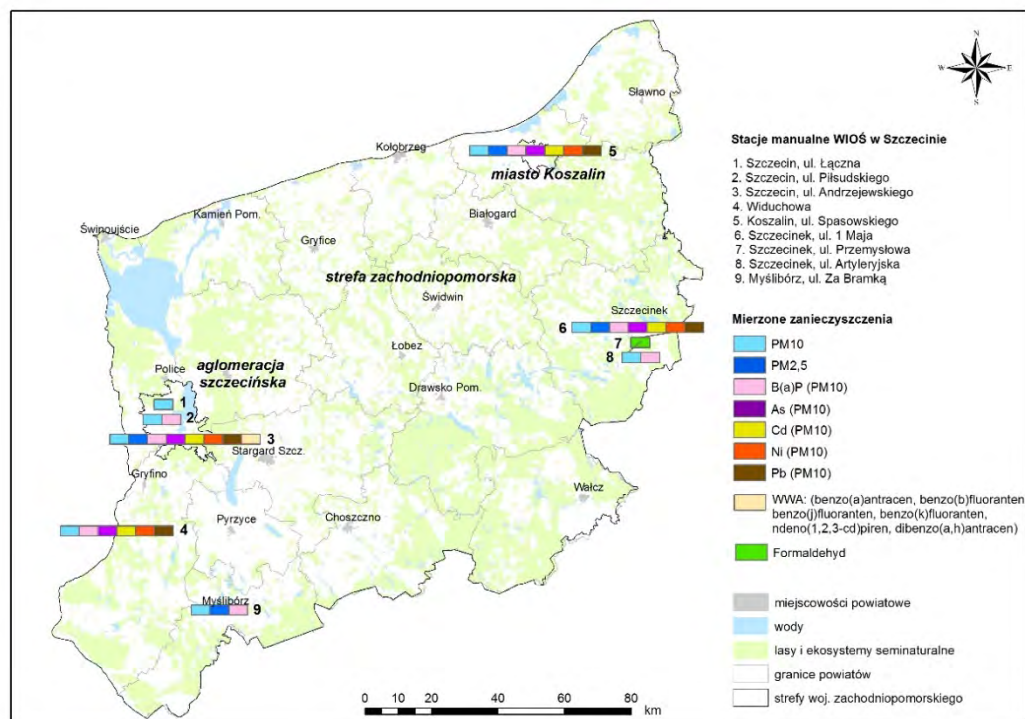 N
W
E
S
Sławno
Kołobrzeg
5
miasto Koszalin
Kamień Pom.
Białogard
Świnoujście
Gryfice
strefa zachodniopomorska
Świdwin
Szczecinek
6
7
8
Łobez
Police
aglomeracja
szczecińska
Drawsko Pom.
1
2
3
Stargard Szcz.
Gryfino
Wałcz
Pyrzyce
Choszczno
4
Myślibórz
9
0 10 20 40 60 80
km
Stacje manualne WIOŚ w Szczecinie
1. Szczecin, ul. Łączna
2. Szczecin, ul. Piłsudskiego
3. Szczecin, ul. Andrzejewskiego
4. Widuchowa
5. Koszalin, ul. Spasowskiego
6. Szczecinek, ul. 1 Maja
7. Szczecinek, ul. Przemysłowa
8. Szczecinek, ul. Artyleryjska
9. Myślibórz, ul. Za Bramką
Mierzone zanieczyszczenia
PM10
PM2,5
B(a)P (PM10)
As (PM10)
Cd (PM10)
Ni (PM10)
Pb (PM10)
WWA: (benzo(a)antracen, benzo(b)fluoranten,
benzo(j)fluoranten, benzo(k)fluoranten,
ndeno(1,2,3-cd)piren, dibenzo(a,h)antracen)
Formaldehyd
miejscowości powiatowe
wody
lasy i ekosystemy seminaturalne
granice powiatów
strefy woj. zachodniopomorskiego